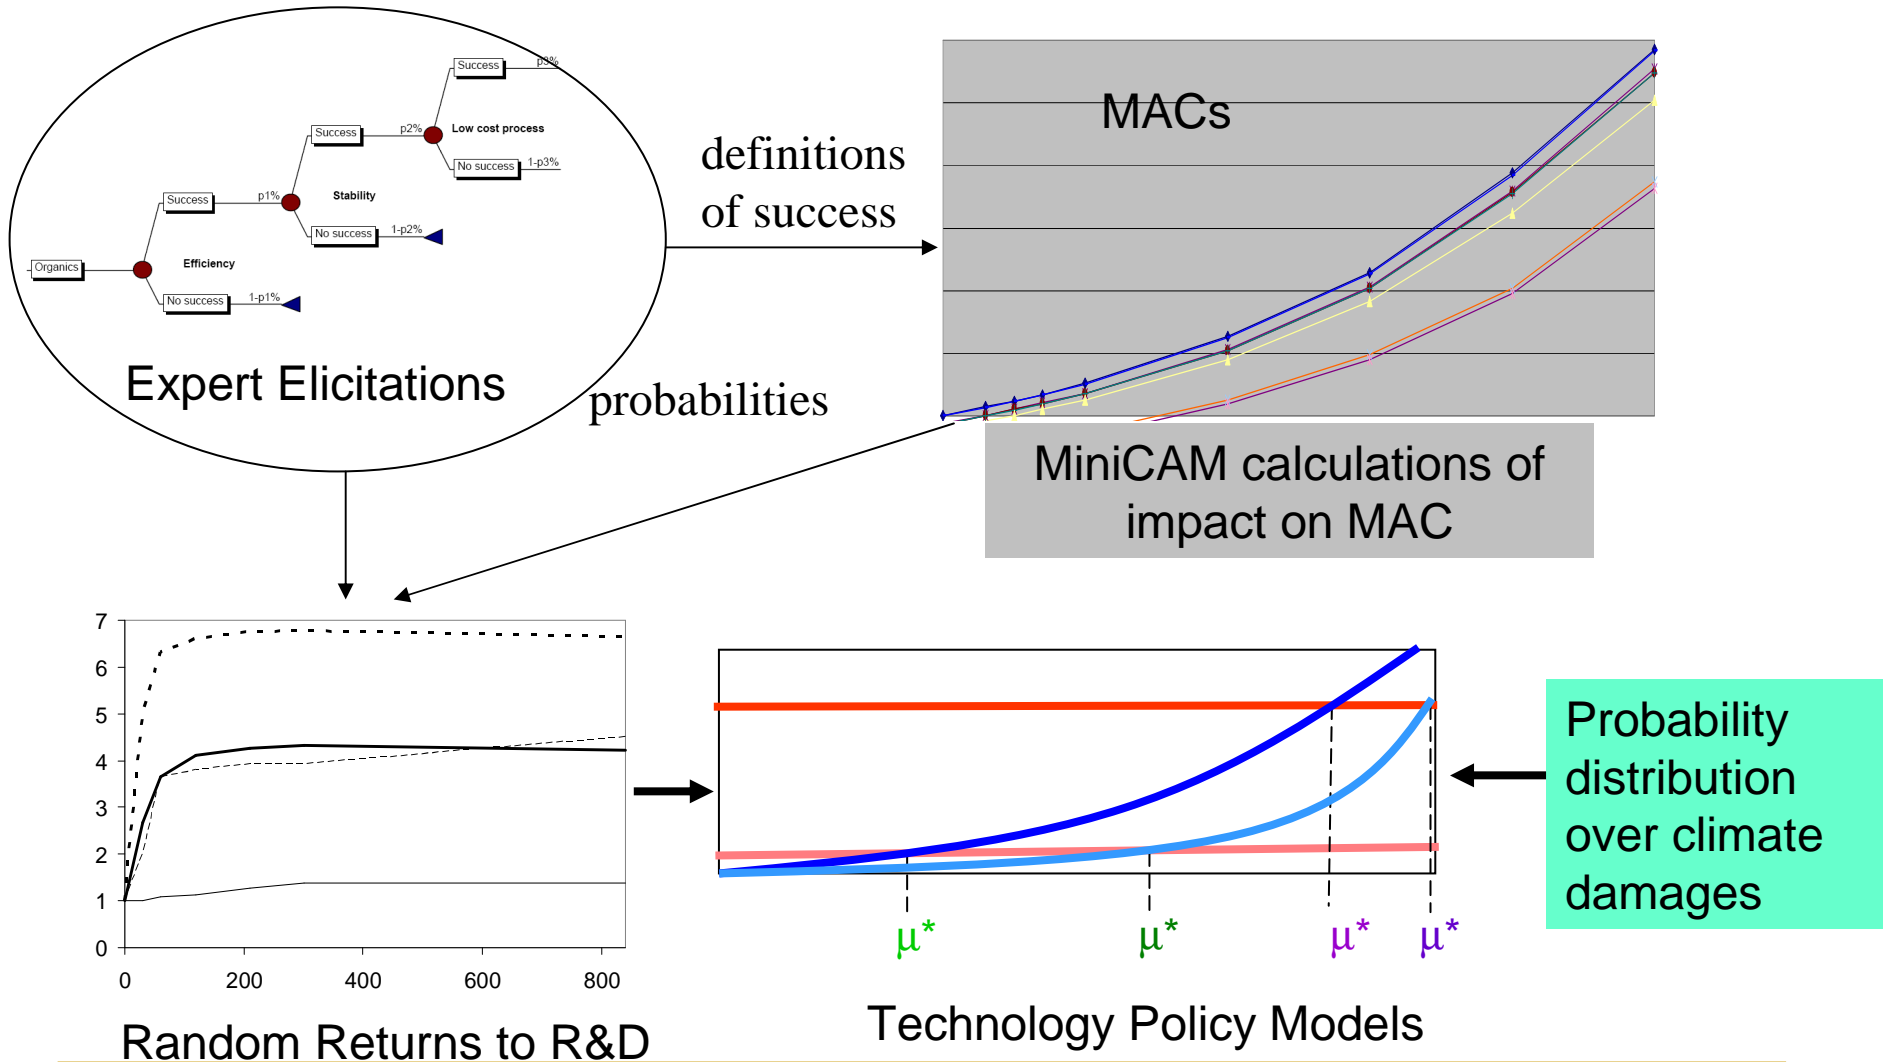 Success
p3%
Success
p2%
Low cost process
No success
1-p3%
Success
p1%
Stability
No success
1-p2%
Organics
Efficiency
No success
1-p1%
Expert Elicitations
definitions
of success
probabilities
MACs
MiniCAM calculations of
impact on MAC
7
6
5
4
3
2
1
0
0 200 400 600 800
Random Returns to R&D
μ* μ* μ* μ*
Technology Policy Models
Probability
distribution
over climate
damages